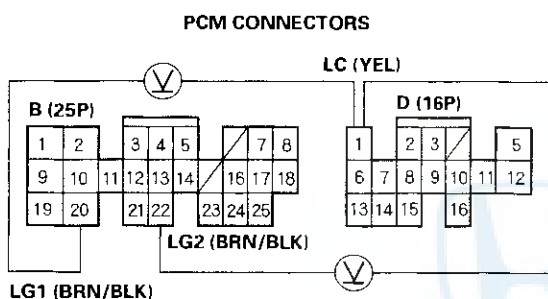 PCM CONNECTORS
LC (YEL)
V
B (25P)
D (16P)
1 2 3 4 5 7 8
1 2 3 5
9 10 11 12 13 14 16 17 18
6 7 8 9 10 11 12
19 20 21 22 23 24 25
13 14 15 16
LG2 (BRN/BLK)
V
LG1 (BRN/BLK)